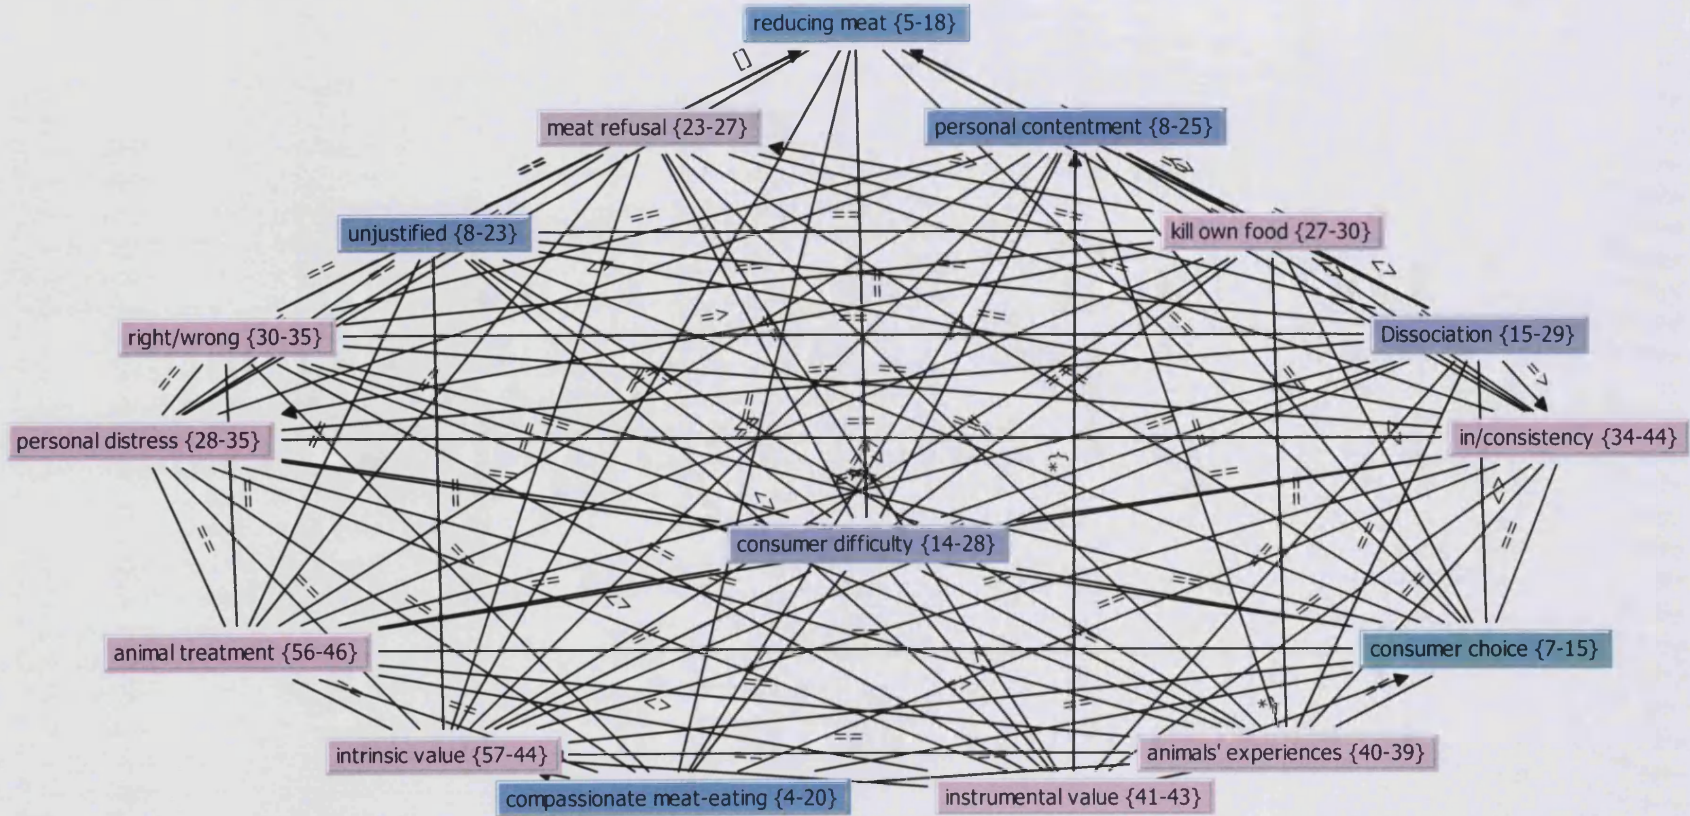 reducing meat {5-18}
[]
meat refusal {23-27}
personal contentment {8-25}
unjustified {8-23}
kill own food {27-30}
right/wrong {30-35}
Dissociation {15-29}
personal distress {28-35}
in/consistency {34-44}
consumer difficulty {14-28}
animal treatment {56-46}
consumer choice {7-15}
intrinsic value {57-44}
animals' experiences {40-39}
compassionate meat-eating {4-20}
instrumental value {41-43}